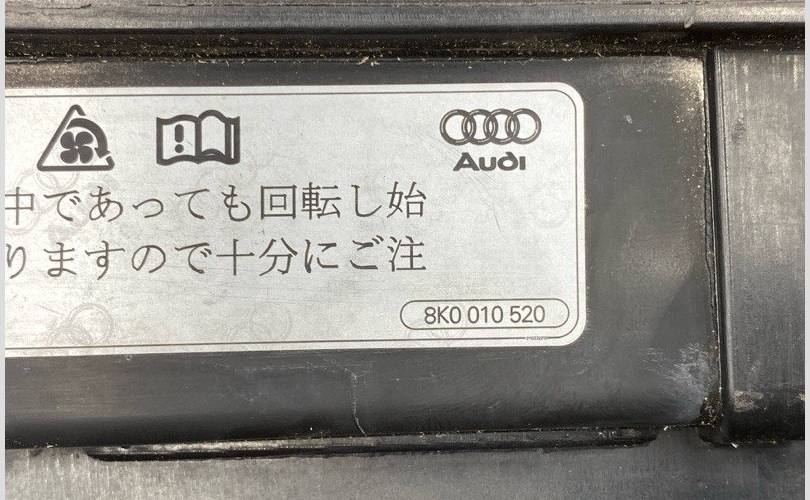 Audi
中であっても回転し始
りますので十分にご注
8K0 010 520